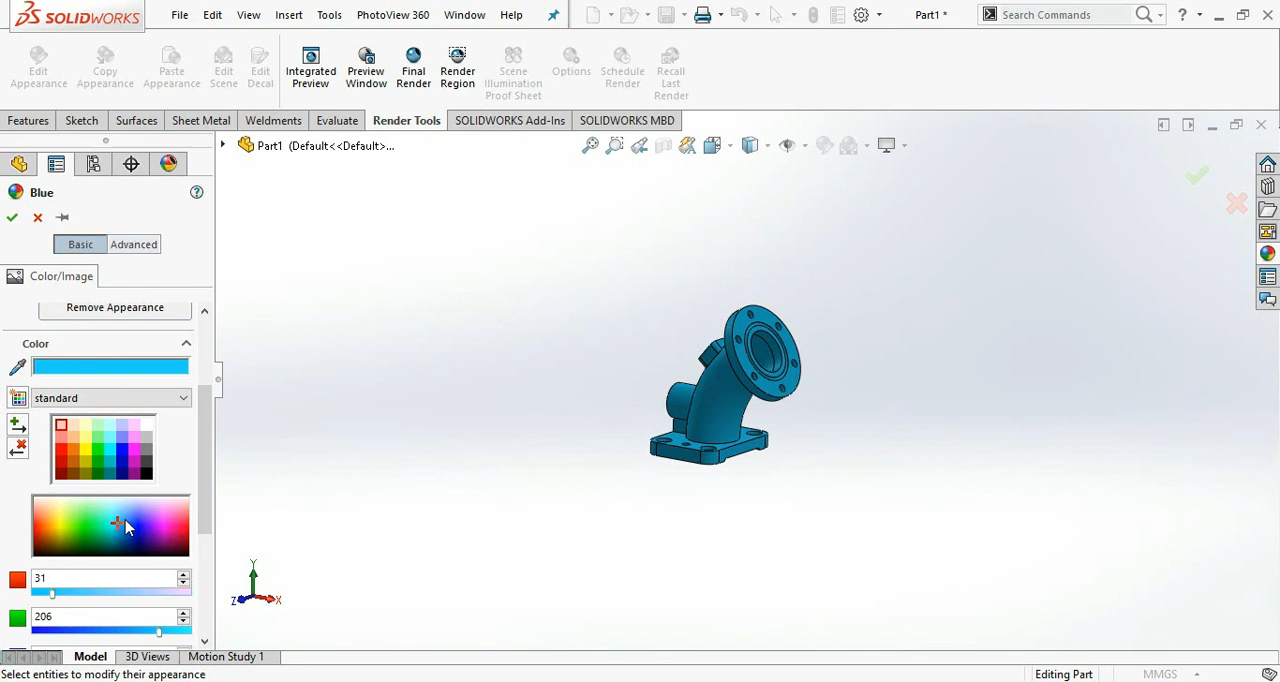 SOLIDWORKS File Edit View Insert Tools PhotoView 360 Window Help Part1 * Search Commands ?
Edit Appearance
Copy Appearance
Paste Appearance
Edit Scene
Edit Decal
Integrated Preview
Preview Window
Final Render
Render Region
Scene Illumination Proof Sheet
Options
Schedule Render
Recall Last Render
Features Sketch Surfaces Sheet Metal Weldments Evaluate Render Tools SOLIDWORKS Add-Ins SOLIDWORKS MBD
Part1 (Default<<Default>...
Blue
Basic Advanced
Color/Image
Remove Appearance
Color
standard
31
206
Y
Z X
Model 3D Views Motion Study 1
Select entities to modify their appearance Editing Part MMGS